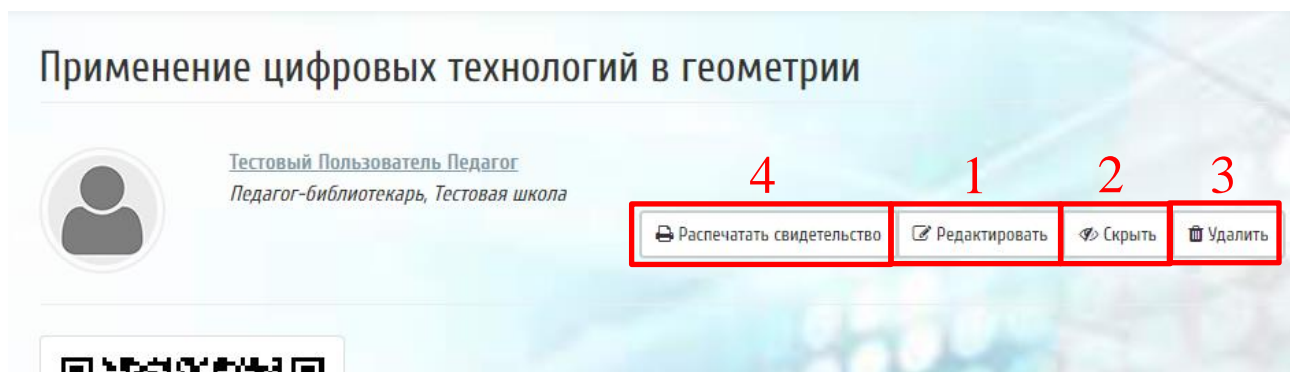 Применение цифровых технологий в геометрии
Тестовый Пользователь Педагог
Педагог-библиотекарь, Тестовая школа
4 1 2 3
Распечатать свидетельство Редактировать Скрыть Удалить